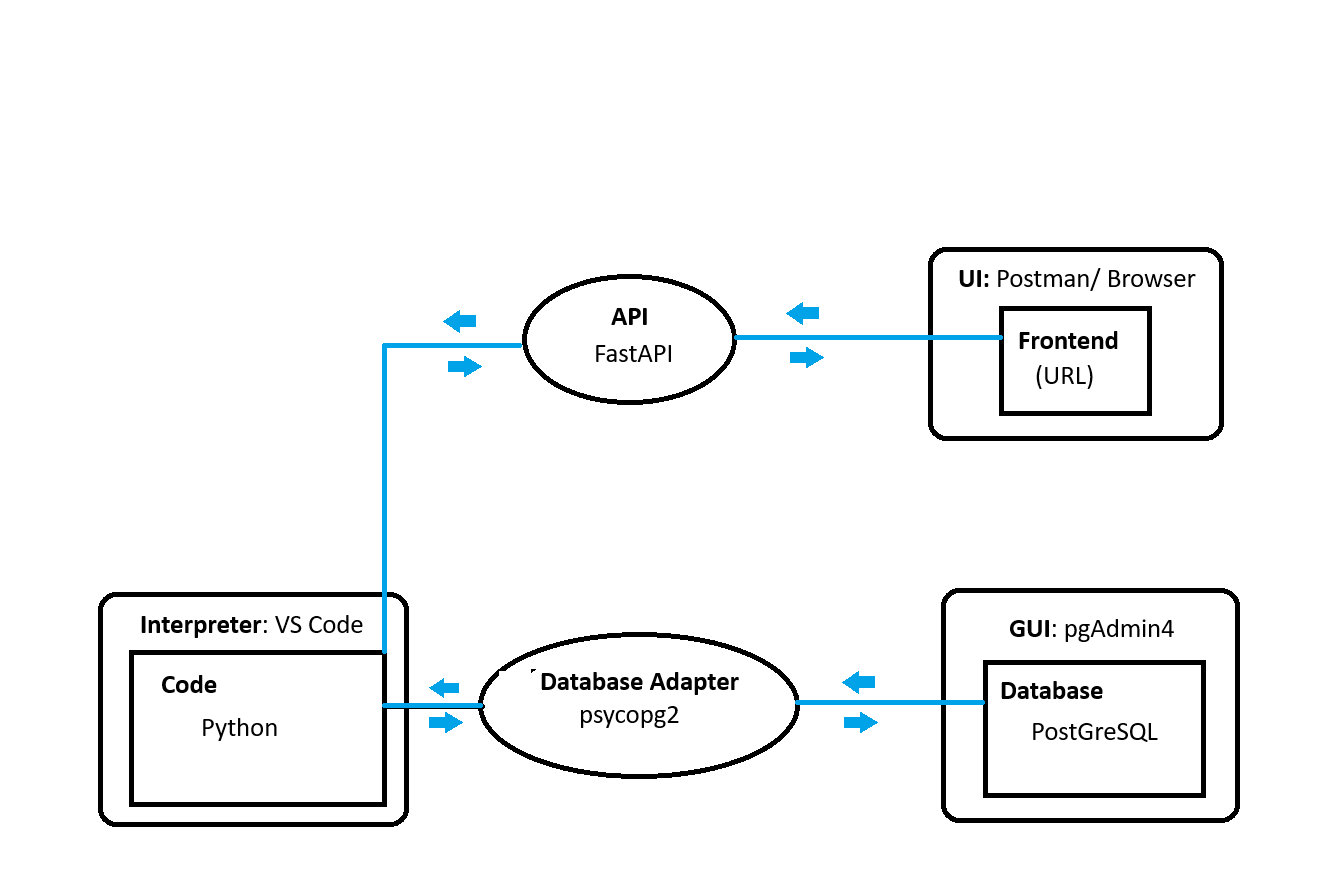 UI: Postman/ Browser
API
FastAPI
Frontend
(URL)
Interpreter: VS Code
Code
Python
Database Adapter
psycopg2
GUI: pgAdmin4
Database
PostGreSQL